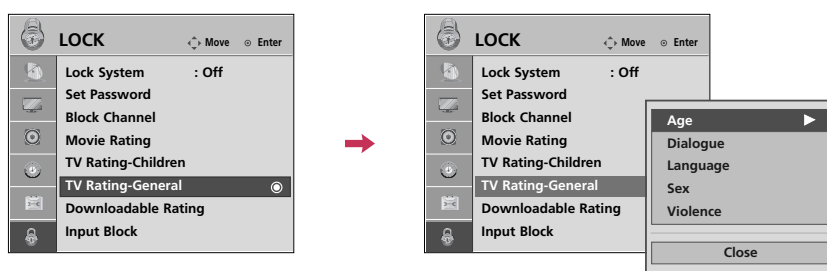 LOCK
Move Enter
Lock System : Off
Set Password
Block Channel
Movie Rating
TV Rating-Children
TV Rating-General
Downloadable Rating
Input Block
LOCK
Move Enter
Lock System : Off
Set Password
Block Channel
Movie Rating
TV Rating-Children
TV Rating-General
Downloadable Rating
Input Block
Age
Dialogue
Language
Sex
Violence
Close